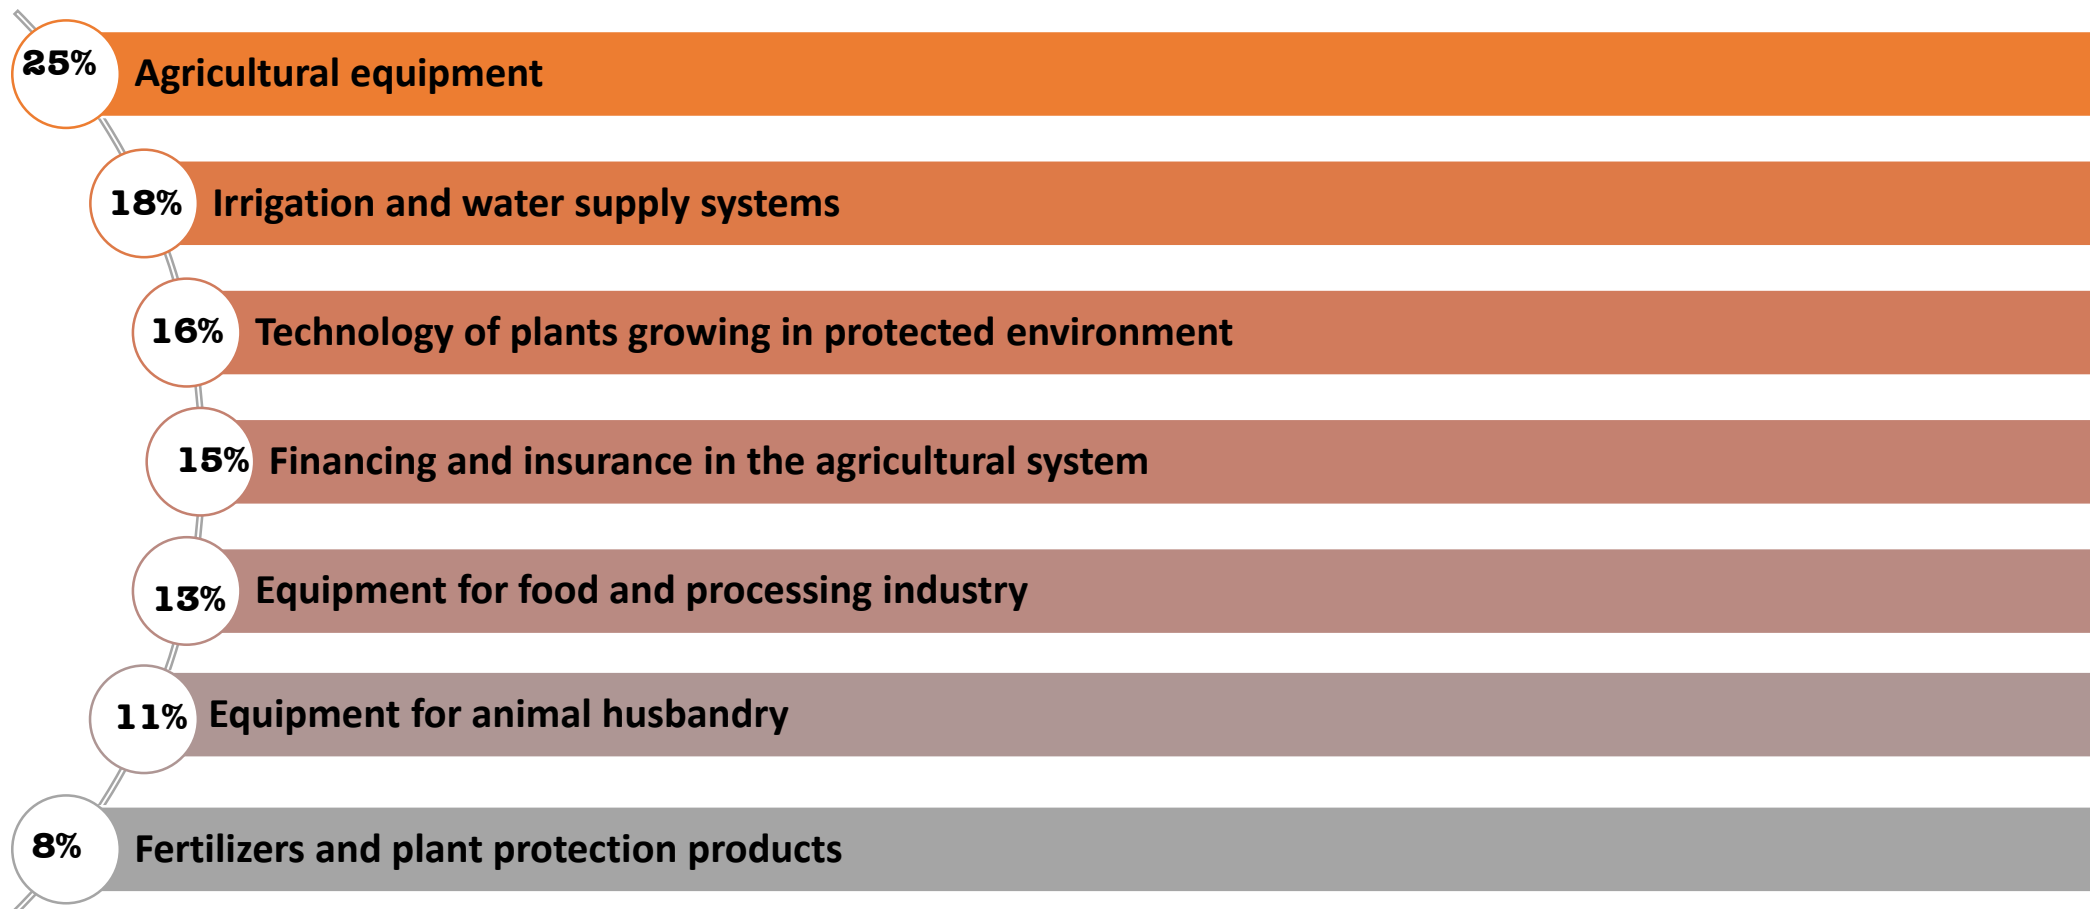 25% Agricultural equipment
18% Irrigation and water supply systems
16% Technology of plants growing in protected environment
15% Financing and insurance in the agricultural system
13% Equipment for food and processing industry
11% Equipment for animal husbandry
8% Fertilizers and plant protection products